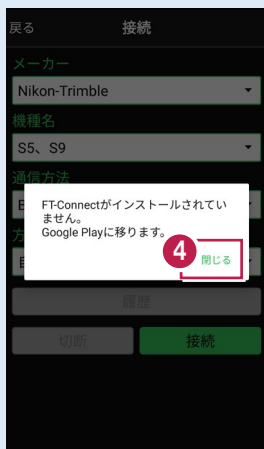 戻る 接続
メーカー
Nikon-Trimble
機種名
S5、S9
通信方法
FT-Connectがインストールされてい
ません。
Google Playに移ります。
4
閉じる
履歴
切断 接続